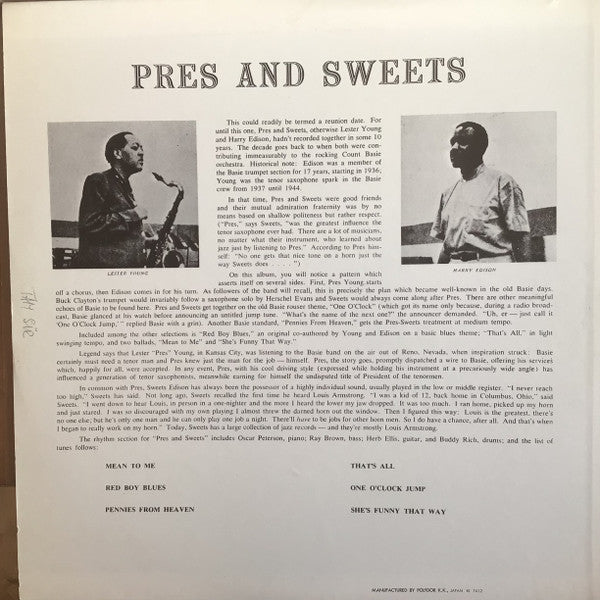 PRES AND SWEETS
This could readily be termed a reunion date. For
until this one, Pres and Sweets, otherwise Lester Young
and Harry Edison, hadn't recorded together in some 10
years. The decade goes back to when both were con-
tributing immeasurably to the rocking Count Basie
orchestra. Historical note: Edison was a member of
the Basie trumpet section for 17 years, starting in 1936;
Young was the tenor saxophone spark in the Basie
crew from 1937 until 1944.
In that time, Pres and Sweets were good friends
and their mutual admiration fraternity was by no
means based on shallow politeness but rather respect.
("Pres," says Sweets, "was the greatest influence the
tenor saxophone ever had. There are a lot of musicians,
no matter what their instrument, who learned about
jazz just by listening to Pres." According to Pres him-
self: "No one gets that nice tone on a horn just the
way Sweets does . . . .")
On this album, you will notice a pattern which
asserts itself on several sides. First, Pres Young starts
LESTER YOUNG
HARRY EDISON
off a chorus, then Edison comes in for his turn. As followers of the band will recall, this is precisely the plan which became well-known in the old Basie days.
Buck Clayton's trumpet would invariably follow a saxophone solo by Herschel Evans and Sweets would always come along after Pres. There are other meaningful
echoes of Basie to be found here. Pres and Sweets get together on the old Basie rouser theme, "One O'Clock" (which got its name only because, during a radio broad-
cast, Basie glanced at his watch before announcing an untitled jump tune. "What's the name of the next one?" the announcer demanded. "Uh, er — just call it
'One O'Clock Jump,' " replied Basie with a grin). Another Basie standard, "Pennies From Heaven," gets the Pres-Sweets treatment at medium tempo.
Included among the other selections is "Red Boy Blues," an original co-authored by Young and Edison on a basic blues theme; "That's All," in light
swinging tempo, and two ballads, "Mean to Me" and "She's Funny That Way."
Legend says that Lester "Pres" Young, in Kansas City, was listening to the Basie band on the air out of Reno, Nevada, when inspiration struck: Basie
certainly must need a tenor man and Pres knew just the man for the job — himself. Pres, the story goes, promptly dispatched a wire to Basie, offering his services
which, happily for all, were accepted. In any event, Pres, with his cool driving style (expressed while holding his instrument at a precariously wide angle) has
influenced a generation of tenor saxophonists, meanwhile earning for himself the undisputed title of President of the tenormen.
In common with Pres, Sweets Edison has always been the possessor of a highly individual sound, usually played in the low or middle register. "I never reach
too high," Sweets has said. Not long ago, Sweets recalled the first time he heard Louis Armstrong. "I was a kid of 12, back home in Columbus, Ohio," said
Sweets. "I went down to hear Louis, in person in a one-nighter and the more I heard the lower my jaw dropped. It was too much. I ran home, picked up my horn
and just stared. I was so discouraged with my own playing I almost threw the darned horn out the window. Then I figured this way: Louis is the greatest, there's
no one else, but he's only one man and he can only play one job a night. There'll have to be jobs for other horn men. So I do have a chance, after all. And that's when
I began to really work on my horn." Today, Sweets has a large collection of jazz records — and they're mostly Louis Armstrong.
The rhythm section for "Pres and Sweets" includes Oscar Peterson, piano; Ray Brown, bass; Herb Ellis, guitar, and Buddy Rich, drums; and the list of
tunes follows:
MEAN TO ME
RED BOY BLUES
PENNIES FROM HEAVEN
THAT'S ALL
ONE O'CLOCK JUMP
SHE'S FUNNY THAT WAY
MANUFACTURED BY POLYDOR K.K., JAPAN